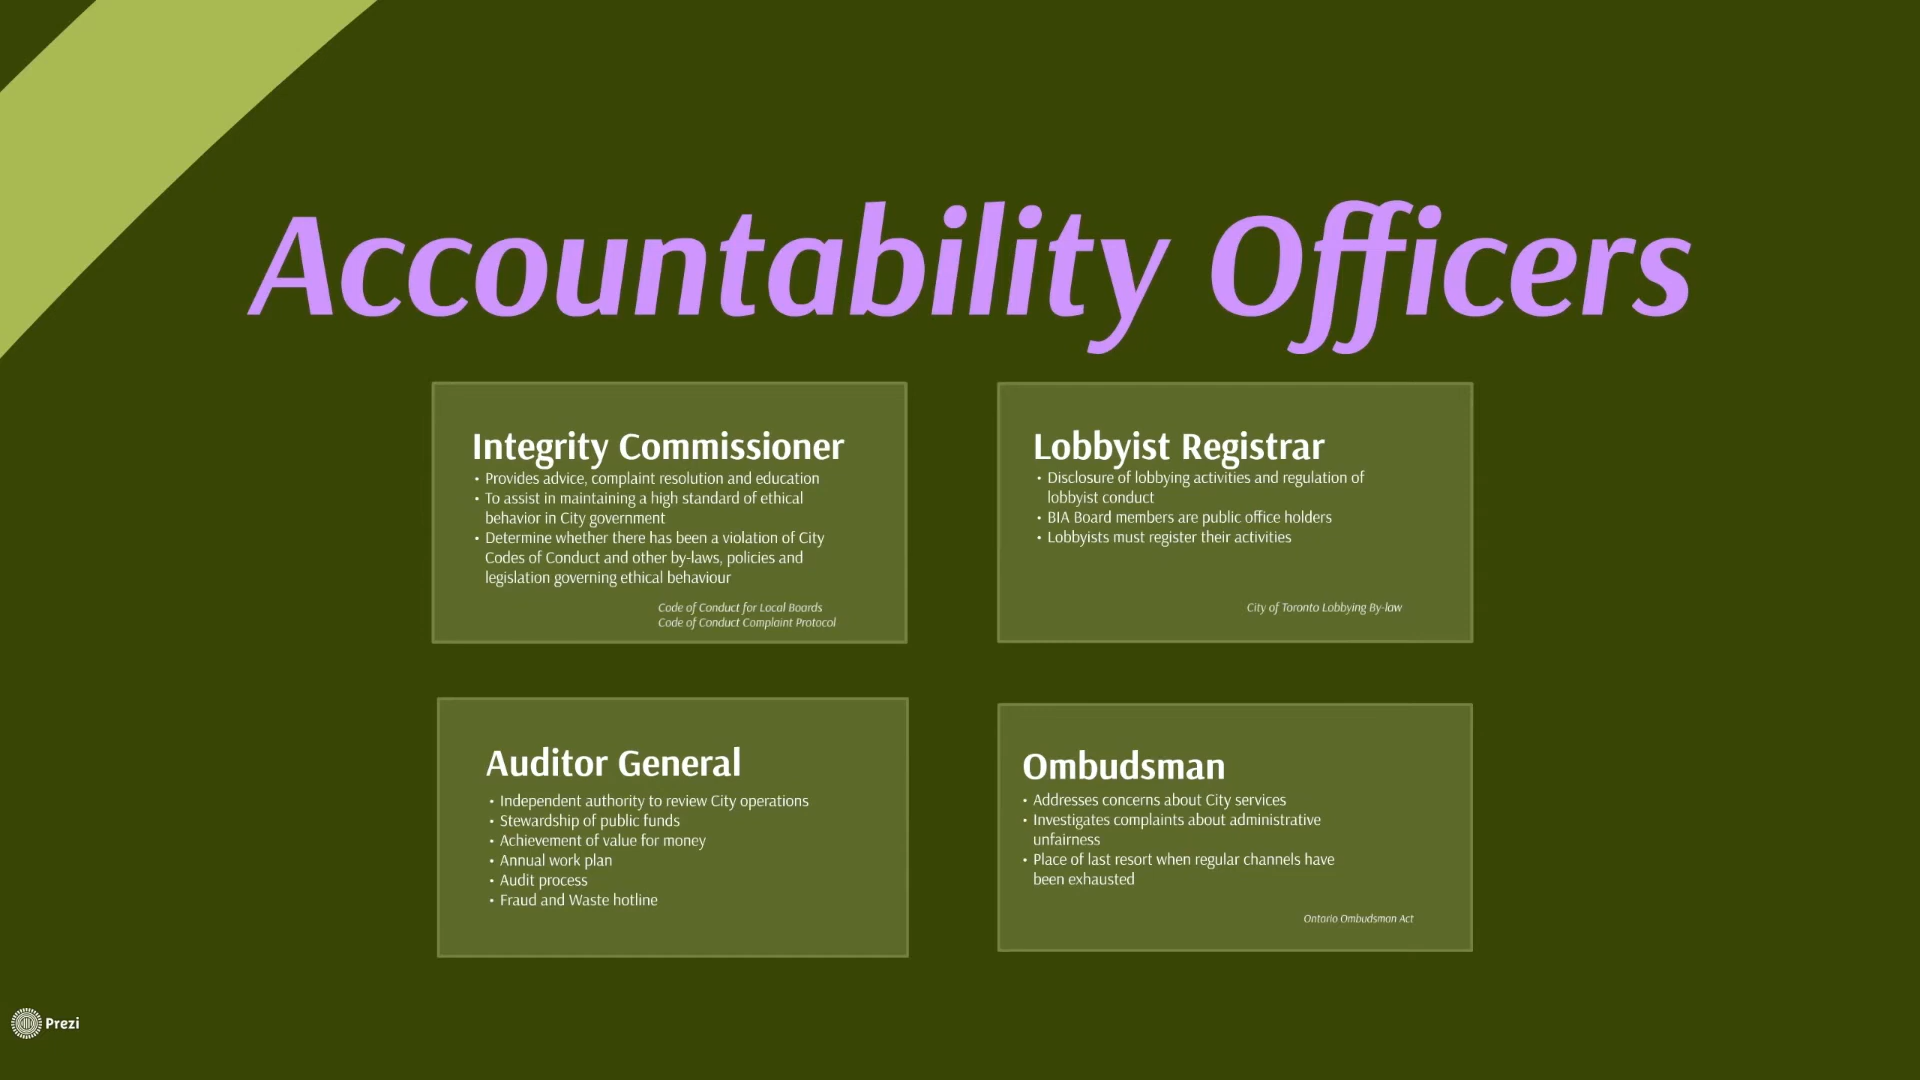 Accountability Officers
Integrity Commissioner
• Provides advice, complaint resolution and education
• To assist in maintaining a high standard of ethical
behavior in City government
• Determine whether there has been a violation of City
Codes of Conduct and other by-laws, policies and
legislation governing ethical behaviour
Code of Conduct for Local Boards
Code of Conduct Complaint Protocol
Lobbyist Registrar
• Disclosure of lobbying activities and regulation of
lobbyist conduct
• BIA Board members are public office holders
• Lobbyists must register their activities
City of Toronto Lobbying By-law
Auditor General
• Independent authority to review City operations
• Stewardship of public funds
• Achievement of value for money
• Annual work plan
• Audit process
• Fraud and Waste hotline
Ombudsman
• Addresses concerns about City services
• Investigates complaints about administrative
unfairness
• Place of last resort when regular channels have
been exhausted
Ontario Ombudsman Act
Prezi